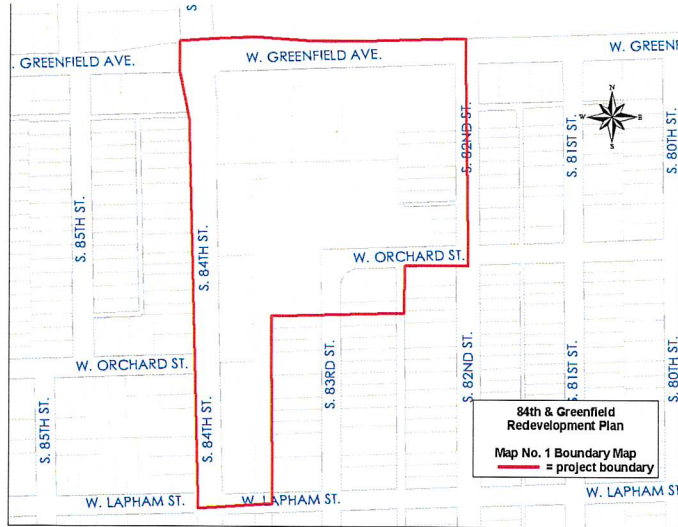 S.
W. GREENFIELD AVE.
. GREENFIELD AVE.
W. GREENF
N
W
E
S
S. 82ND ST.
S. 81ST ST.
S. 80TH ST.
S. 85TH ST.
S. 84TH ST.
W. ORCHARD ST.
W. ORCHARD ST.
S. 83RD ST.
S. 82ND ST.
S. 81ST ST.
S. 80TH ST.
S. 85TH ST.
S. 84TH ST.
84th & Greenfield
Redevelopment Plan
Map No. 1 Boundary Map
= project boundary
W. LAPHAM ST.
W. LAPHAM ST.
W. LAPHAM ST